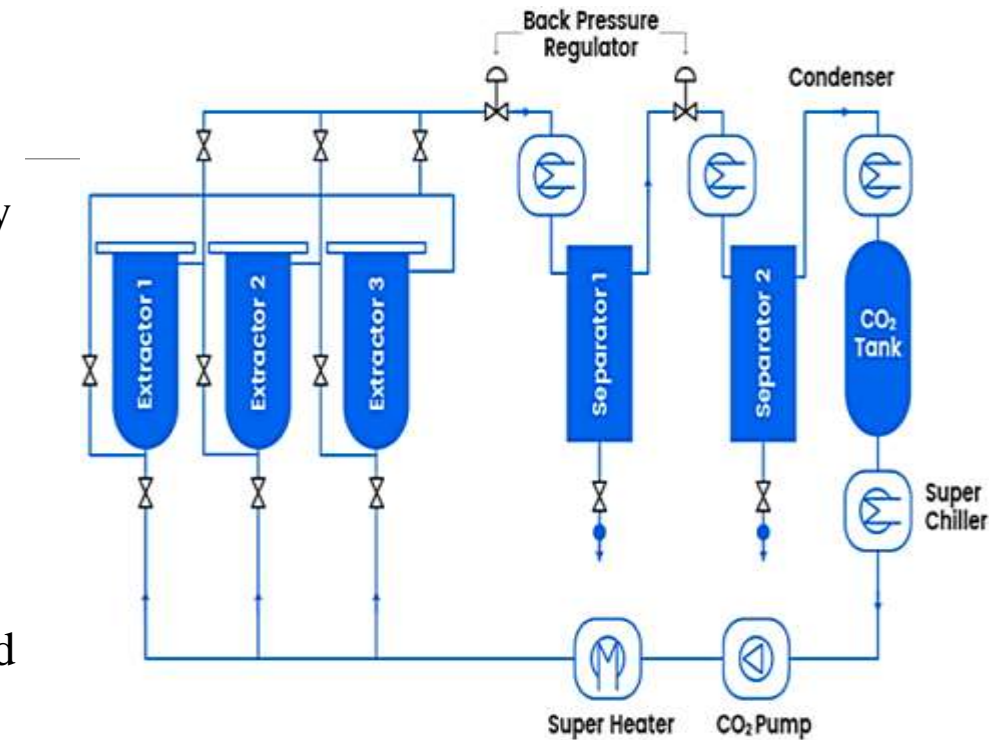 Back Pressure
Regulator
Condenser
y
Extractor 1
Extractor 2
Extractor 3
Separator 1
Separator 2
CO₂
Tank
Super
Chiller
d
Super Heater
CO₂ Pump